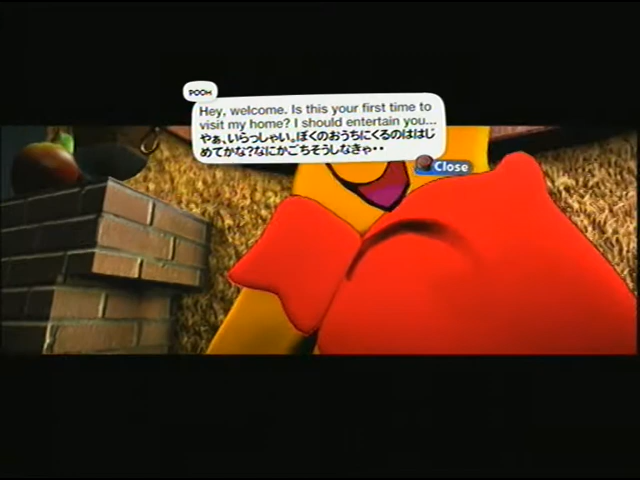 POOH
Hey, welcome. Is this your first time to
visit my home? I should entertain you...
やぁ、いらっしゃい。ぼくのおうちにくるのははじ
めてかな?なにかごちそうしなきゃ・・
Close